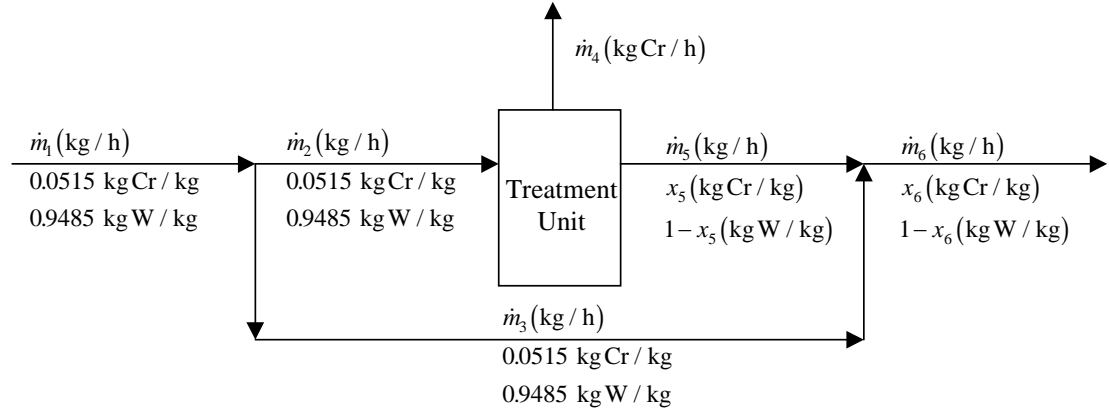 ṁ₄(kg Cr / h)
ṁ₁(kg / h)
0.0515 kg Cr / kg
0.9485 kg W / kg
ṁ₂(kg / h)
0.0515 kg Cr / kg
0.9485 kg W / kg
Treatment
Unit
ṁ₅(kg / h)
x₅(kg Cr / kg)
1 − x₅(kg W / kg)
ṁ₆(kg / h)
x₆(kg Cr / kg)
1 − x₆(kg W / kg)
ṁ₃(kg / h)
0.0515 kg Cr / kg
0.9485 kg W / kg